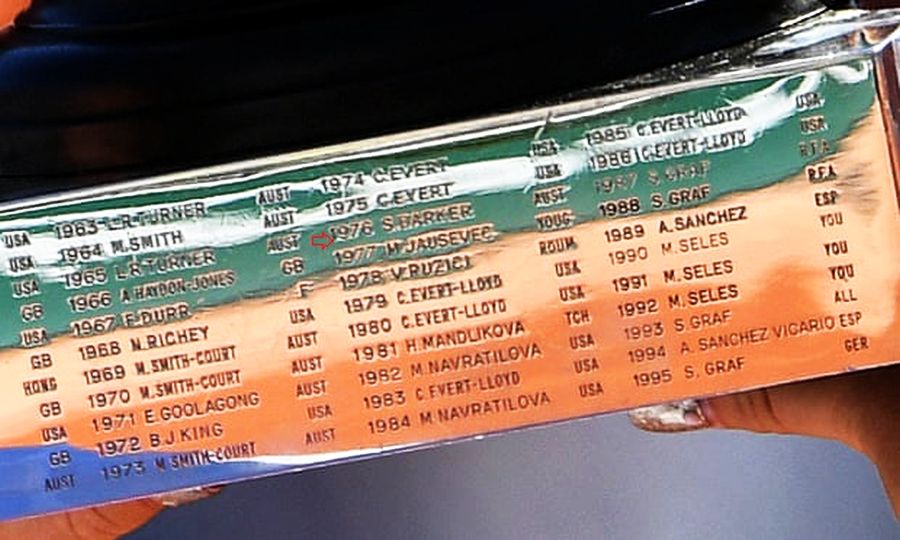 USA
USA
USA
GB
USA
GB
HONG
GB
USA
GB
AUST
1963 L.R.TURNER AUST
1964 M.SMITH AUST
1965 L.R.TURNER AUST
1966 A.HAYDON-JONES GB
1967 F.DURR F
1968 N.RICHEY USA
1969 M.SMITH-COURT AUST
1970 M.SMITH-COURT AUST
1971 E.GOOLAGONG AUST
1972 B.J.KING USA
1973 M.SMITH-COURT AUST
1974 C.EVERT USA
1975 C.EVERT USA
1976 S.BARKER AUST
1977 M.JAUSEVEC YOUG
1978 V.RUZICI ROUM
1979 C.EVERT-LLOYD USA
1980 C.EVERT-LLOYD USA
1981 H.MANDLIKOVA TCH
1982 M.NAVRATILOVA USA
1983 C.EVERT-LLOYD USA
1984 M.NAVRATILOVA USA
1985 C.EVERT-LLOYD USA
1986 C.EVERT-LLOYD USA
1987 S.GRAF R.F.A
1988 S.GRAF R.F.A
1989 A.SANCHEZ ESP
1990 M.SELES YOU
1991 M.SELES YOU
1992 M.SELES YOU
1993 S.GRAF ALL
1994 A. SANCHEZ VICARIO ESP
1995 S. GRAF GER